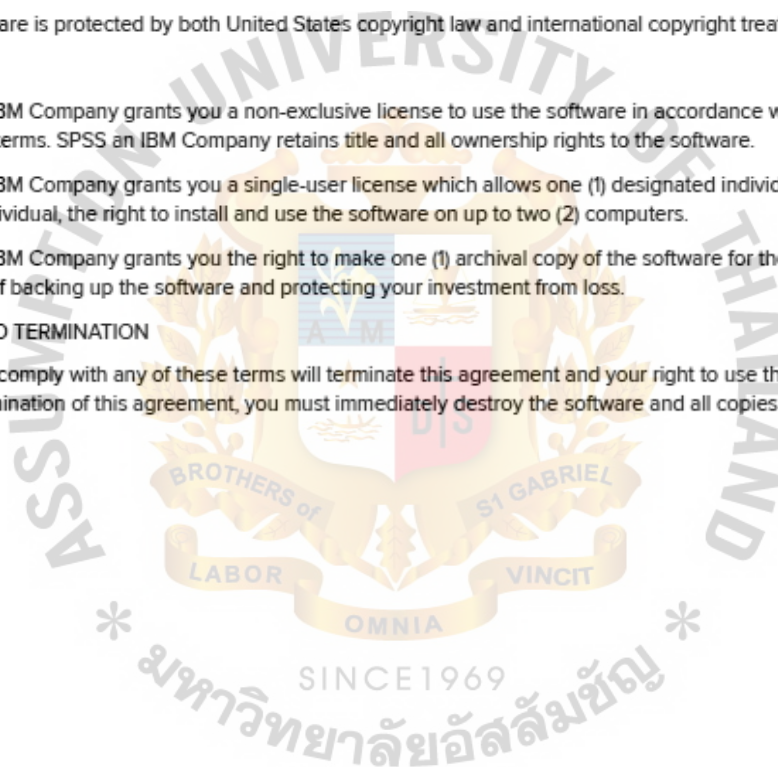 are is protected by both United States copyright law and international copyright trea
BM Company grants you a non-exclusive license to use the software in accordance w
terms. SPSS an IBM Company retains title and all ownership rights to the software.
BM Company grants you a single-user license which allows one (1) designated individ
ividual, the right to install and use the software on up to two (2) computers.
BM Company grants you the right to make one (1) archival copy of the software for the
f backing up the software and protecting your investment from loss.
D TERMINATION
comply with any of these terms will terminate this agreement and your right to use th
ination of this agreement, you must immediately destroy the software and all copies
ASSUMPTION UNIVERSITY OF THAILAND
A M
D S
BROTHERS of
S1 GABRIEL
LABOR
VINCIT
OMNIA
SINCE1969
* มหาวิทยาลัยอัสสัมชัญ *